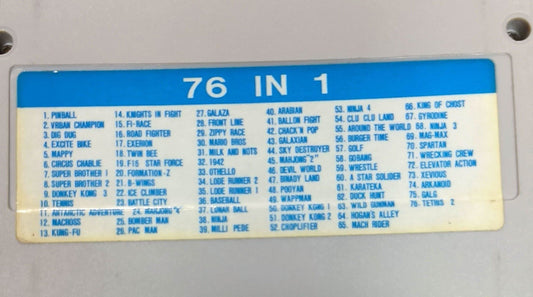 76 IN 1
1. PINBALL
2. VRBAN CHAMPION
3. DIG DUG
4. EXCITE BIKE
5. MAPPY
6. CIRCUS CHARLIE
7. SUPER BROTHER 1
8. SUPER BROTHER 2
9. DONKEY KONG 3
10. TENNIS
11. ANTARCTIC ADVENTURE
12. MACROSS
13. KUNG-FU
14. KNIGHTS IN FIGHT
15. FI-RACE
16. ROAD FIGHTER
17. EXERION
18. TWIN BEE
19. F15 STAR FORCE
20. FORMATION-Z
21. B-WINGS
22. ICE CLIMBER
23. BATTLE CITY
24. MAHJONG"4"
25. BOMBER MAN
26. PAC MAN
27. GALAZA
28. FRONT LINE
29. ZIPPY RACE
30. MARIO BROS
31. MILK AND NUTS
32. 1942
33. OTHELLO
34. LODE RUNNER 2
35. LODE RUNNER 1
36. BASEBALL
37. LUNAR BALL
38. NINJA
39. MILLI PEDE
40. ARABIAN
41. BALLON FIGHT
42. CHACK'N POP
43. GALAXIAN
44. SKY DESTROYER
45. MAHJONG"2"
46. DEVIL WORLD
47. BINADY LAND
48. POOYAN
49. WAPPMAN
50. DONKEY KONG 1
51. DONKEY KONG 2
52. CHOPLIFTER
53. NINJA 4
54. CLU CLU LAND
55. AROUND THE WORLD
56. BURGER TIME
57. GOLF
58. GOBANG
59. WRESTLE
60. A STAR SOLIDER
61. KARATEKA
62. DUCK HUNT
63. WILD GUNMAN
64. HOGAN'S ALLEY
65. MACH RIDER
66. KING OF CHOST
67. GYRODINE
68. NINJA 3
69. MAG-MAX
70. SPARTAN
71. WRECKING CREW
72. ELEVATOR ACTION
73. XEVIOUS
74. ARKANOID
75. GALG
76. TETRIS 2